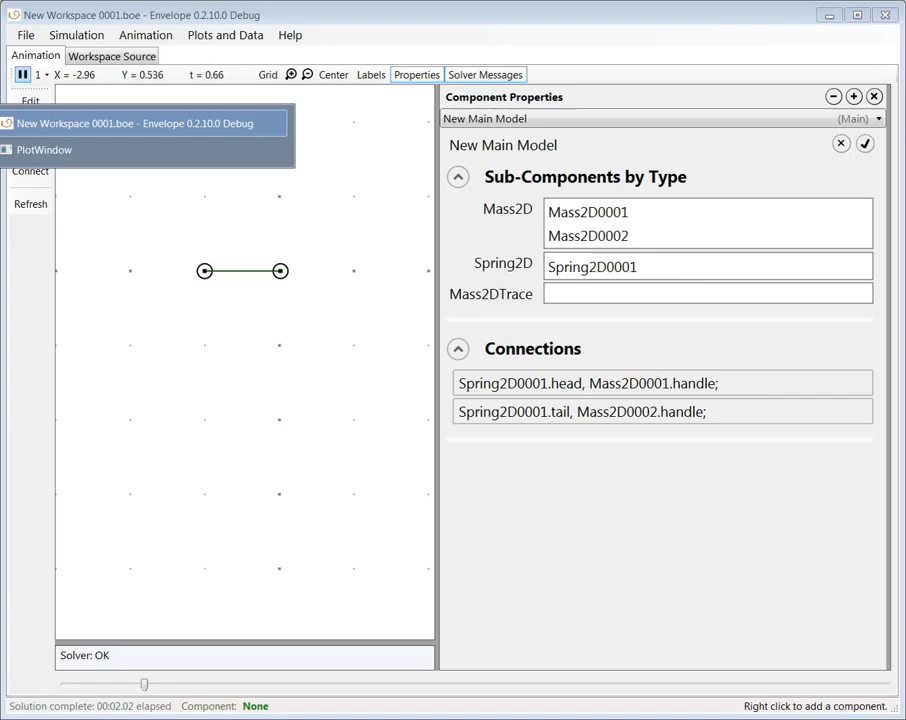 New Workspace 0001.boe - Envelope 0.2.10.0 Debug
File Simulation Animation Plots and Data Help
Animation Workspace Source
1 X = -2.96 Y = 0.536 t = 0.66 Grid Center Labels Properties Solver Messages
Edit
New Workspace 0001.boe - Envelope 0.2.10.0 Debug
PlotWindow
Connect
Refresh
Component Properties
New Main Model (Main)
New Main Model
Sub-Components by Type
Mass2D Mass2D0001
Mass2D0002
Spring2D Spring2D0001
Mass2DTrace
Connections
Spring2D0001.head, Mass2D0001.handle;
Spring2D0001.tail, Mass2D0002.handle;
Solver: OK
Solution complete: 00:02.02 elapsed Component: None Right click to add a component.